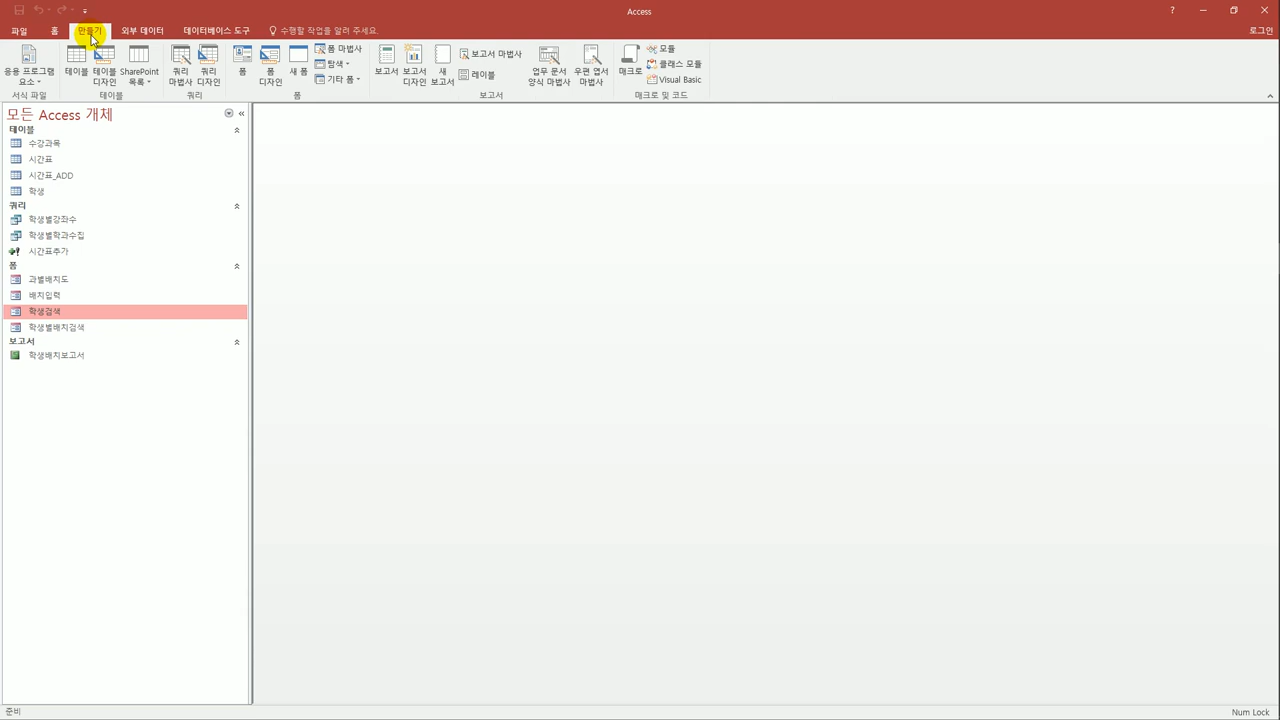 Access
파일 홈 만들기 외부 데이터 데이터베이스 도구 수행할 작업을 알려 주세요.
로그인
응용 프로그램
요소
서식 파일
테이블
테이블
디자인
SharePoint
목록
테이블
쿼리
마법사
쿼리
디자인
쿼리
폼
폼
디자인
새 폼
폼 마법사
탐색
기타 폼
폼
보고서
보고서
디자인
새
보고서
보고서 마법사
레이블
업무 문서
양식 마법사
우편 엽서
마법사
보고서
매크로
모듈
클래스 모듈
Visual Basic
매크로 및 코드
모든 Access 개체
테이블
수강과목
시간표
시간표_ADD
학생
쿼리
학생별강좌수
학생별학과수집
시간표추가
폼
과별배치도
배치입력
학생검색
학생별배치검색
보고서
학생배치보고서
준비
Num Lock